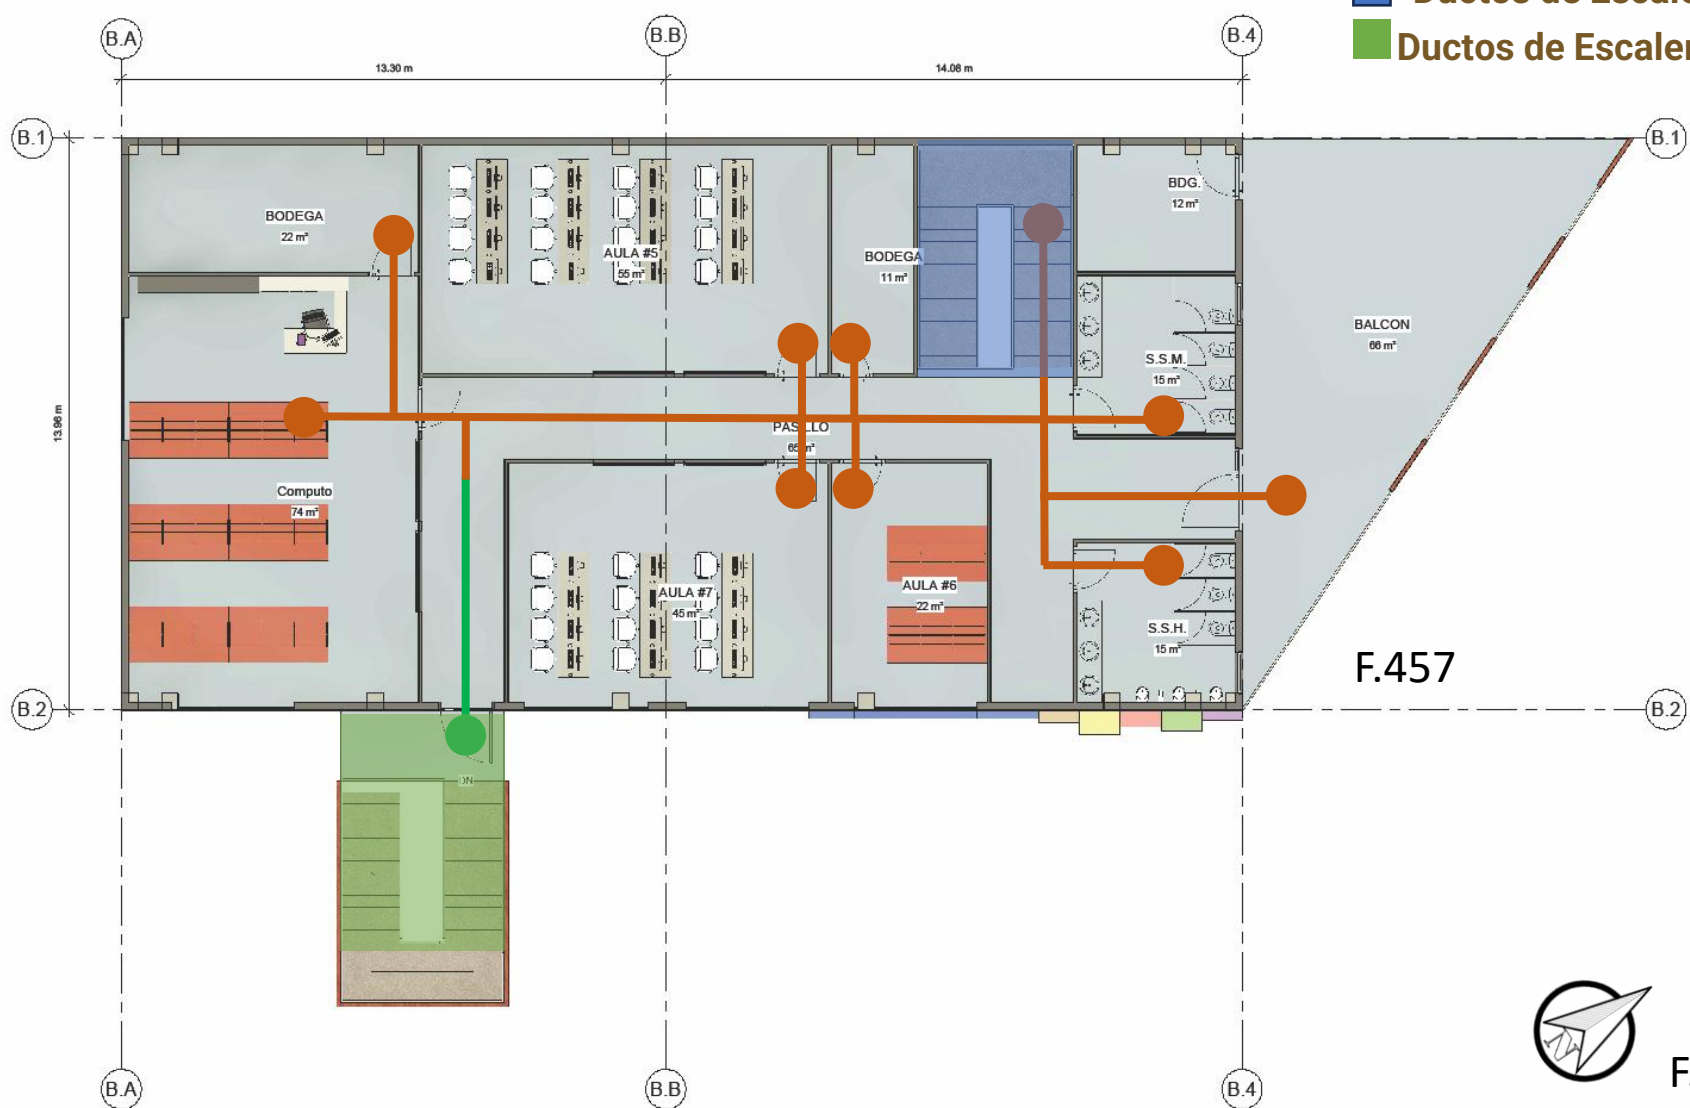 Ductos de Escaler
B.A
B.B
B.4
13.30 m
14.08 m
B.1
B.1
BODEGA
22 m²
AULA #5
55 m²
BODEGA
11 m²
BDG.
12 m²
S.S.M.
15 m²
BALCON
66 m²
13.96 m
PASILLO
65 m²
Computo
74 m²
AULA #7
45 m²
AULA #6
22 m²
S.S.H.
15 m²
F.457
B.2
B.2
DN
B.A
B.B
B.4
N
F.